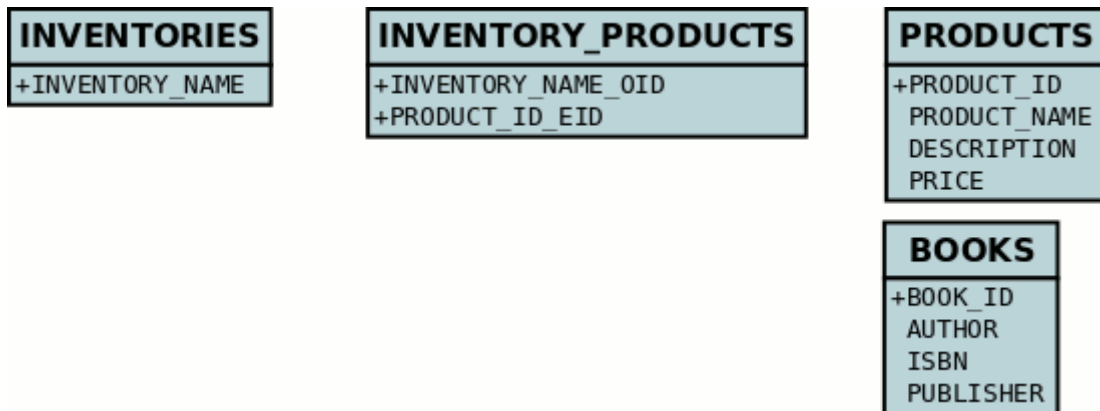 INVENTORIES
+INVENTORY_NAME
INVENTORY_PRODUCTS
+INVENTORY_NAME_OID
+PRODUCT_ID_EID
PRODUCTS
+PRODUCT_ID
PRODUCT_NAME
DESCRIPTION
PRICE
BOOKS
+BOOK_ID
AUTHOR
ISBN
PUBLISHER